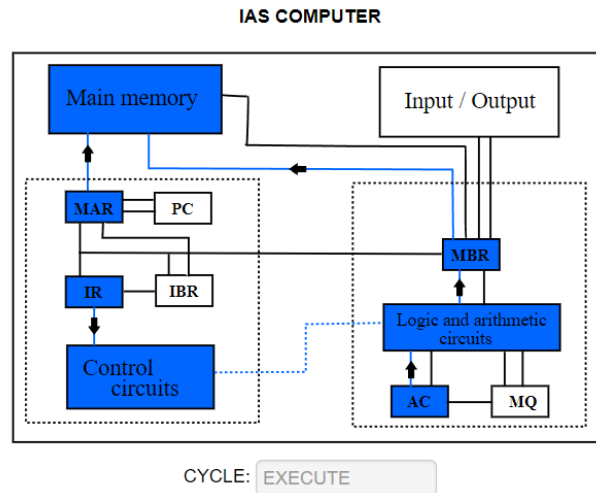 IAS COMPUTER
Main memory
Input / Output
MAR
PC
MBR
IR
IBR
Logic and arithmetic
circuits
Control
circuits
AC
MQ
CYCLE: EXECUTE